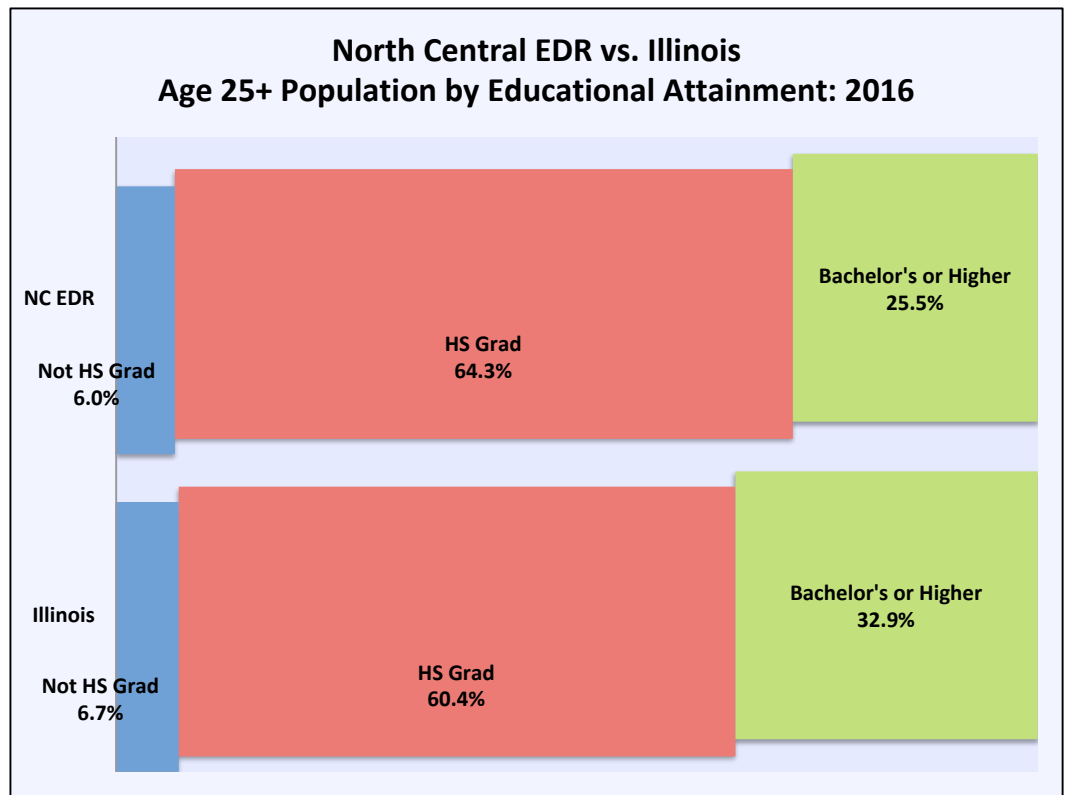 North Central EDR vs. Illinois
Age 25+ Population by Educational Attainment: 2016
NC EDR
Not HS Grad
6.0%
HS Grad
64.3%
Bachelor's or Higher
25.5%
Illinois
Not HS Grad
6.7%
HS Grad
60.4%
Bachelor's or Higher
32.9%